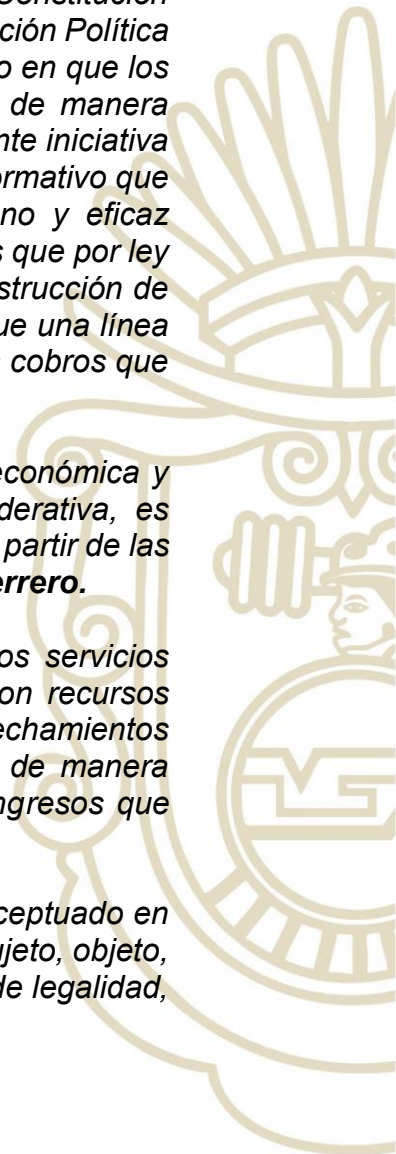 Constitución
ción Política
o en que los
de manera
nte iniciativa
ormativo que
no y eficaz
s que por ley
strucción de
ue una línea
cobros que
económica y
derativa, es
partir de las
errero.
os servicios
on recursos
echamientos
de manera
ngresos que
ceptuado en
ujeto, objeto,
de legalidad,